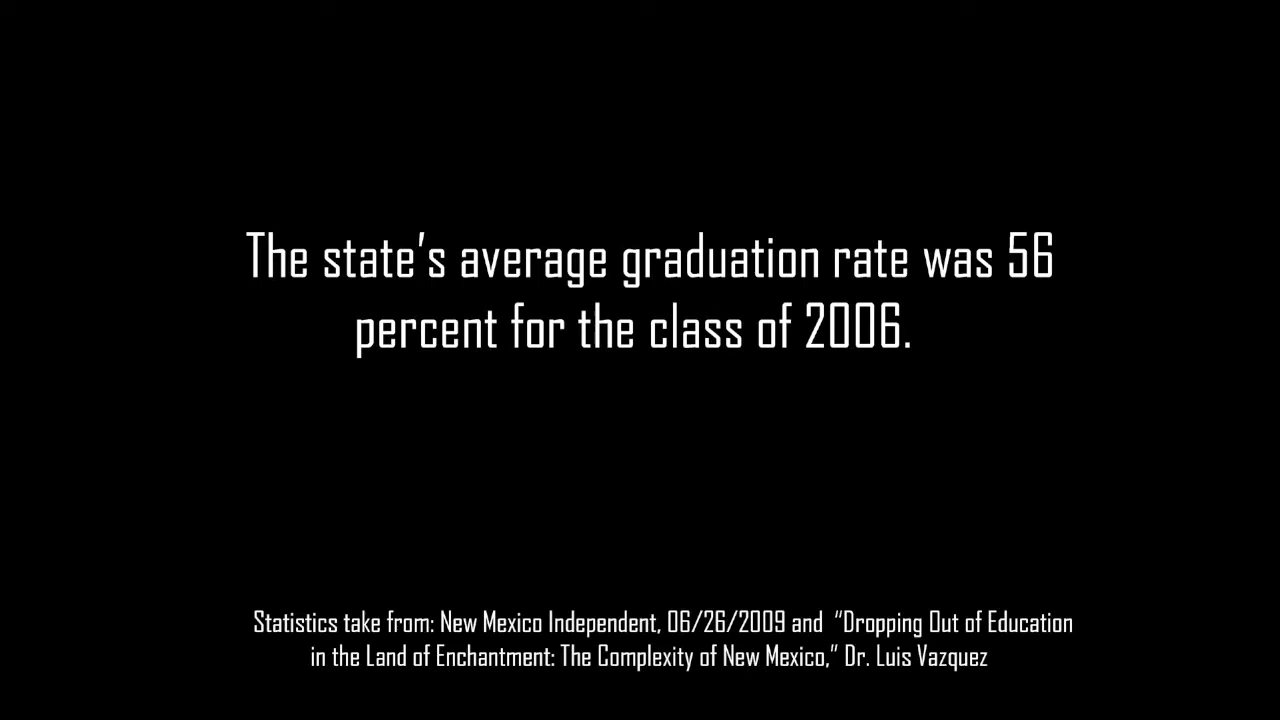 The state’s average graduation rate was 56
percent for the class of 2006.
Statistics take from: New Mexico Independent, 06/26/2009 and “Dropping Out of Education
in the Land of Enchantment: The Complexity of New Mexico,” Dr. Luis Vazquez